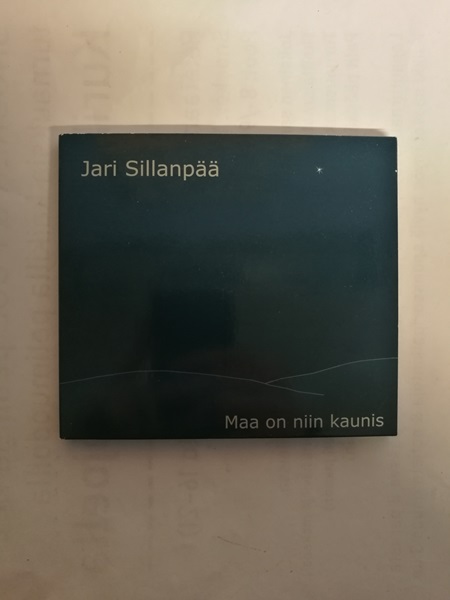 Jari Sillanpää
Maa on niin kaunis